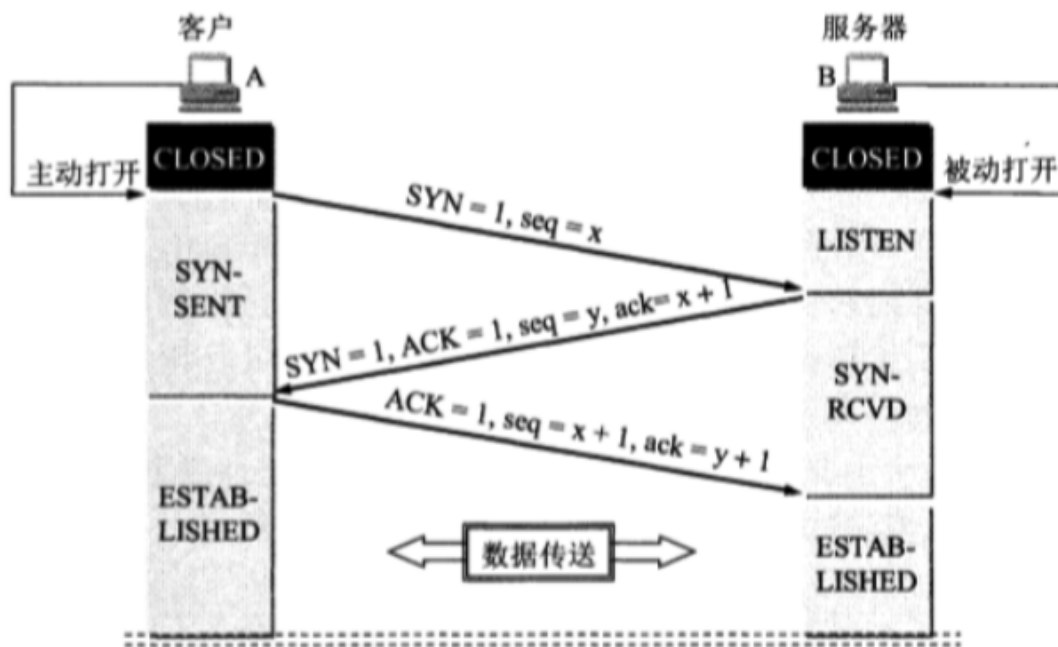 客户
服务器
A
B
CLOSED
CLOSED
主动打开
被动打开
SYN = 1, seq = x
LISTEN
SYN-
SENT
SYN = 1, ACK = 1, seq = y, ack= x + 1
SYN-
RCVD
ACK = 1, seq = x + 1, ack = y + 1
ESTAB-
LISHED
数据传送
ESTAB-
LISHED